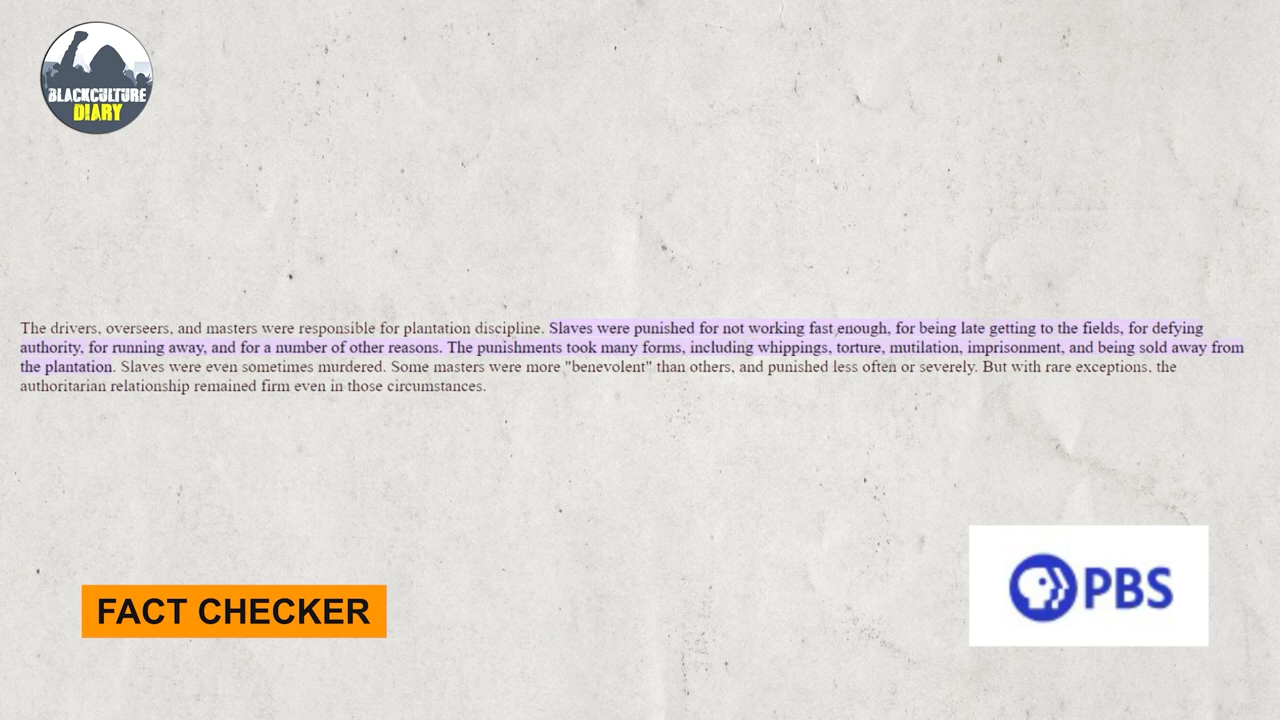 BLACKCULTURE
DIARY
The drivers, overseers, and masters were responsible for plantation discipline. Slaves were punished for not working fast enough, for being late getting to the fields, for defying
authority, for running away, and for a number of other reasons. The punishments took many forms, including whippings, torture, mutilation, imprisonment, and being sold away from
the plantation. Slaves were even sometimes murdered. Some masters were more "benevolent" than others, and punished less often or severely. But with rare exceptions, the
authoritarian relationship remained firm even in those circumstances.
FACT CHECKER
PBS